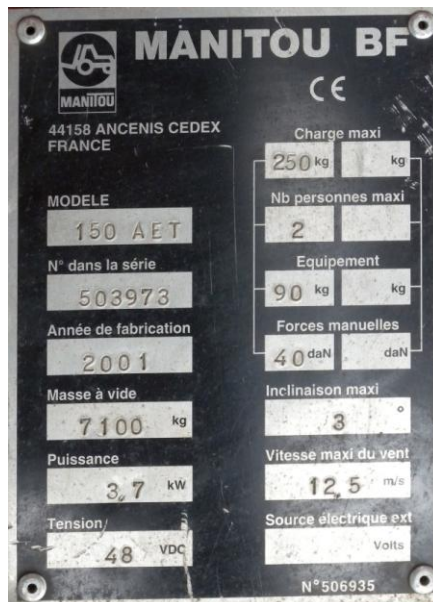 MANITOU BF
MANITOU
CE
44158 ANCENIS CEDEX
FRANCE
MODELE
150 AET
N° dans la série
503973
Année de fabrication
2001
Masse à vide
7100 kg
Puissance
3,7 kW
Tension
48 VDC
Charge maxi
250 kg kg
Nb personnes maxi
2
Equipement
90 kg kg
Forces manuelles
40 daN daN
Inclinaison maxi
3 °
Vitesse maxi du vent
12,5 m/s
Source électrique ext
Volts
N°506935